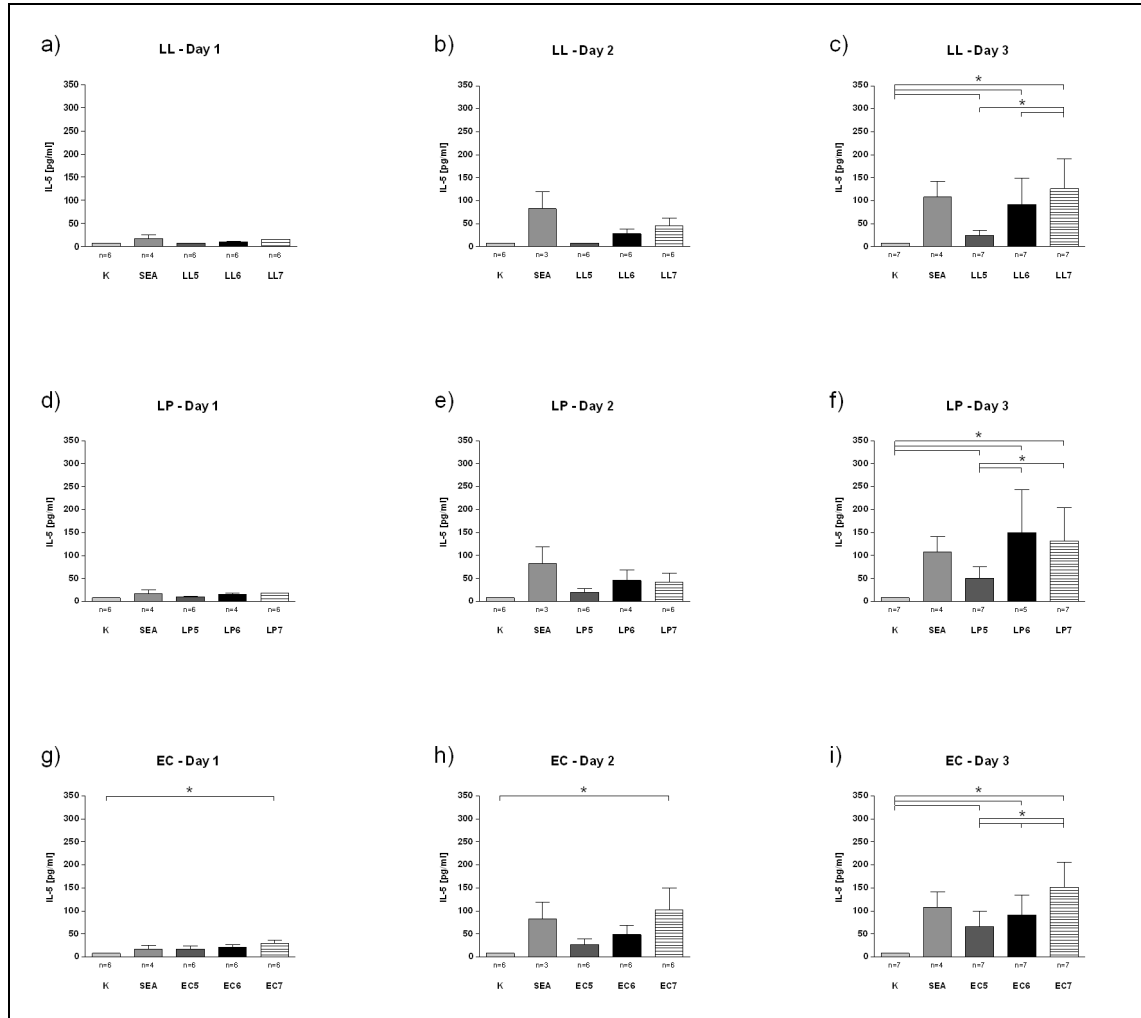 a) LL - Day 1
350
300
250
200
150
100
50
0
IL-5 [pg/ml]
n=6 n=4 n=6 n=6 n=6
K SEA LL5 LL6 LL7
b) LL - Day 2
350
300
250
200
150
100
50
0
n=6 n=3 n=6 n=6 n=6
K SEA LL5 LL6 LL7
c) LL - Day 3
* 
*
350
300
250
200
150
100
50
0
IL-5 [pg/ml]
n=7 n=4 n=7 n=7 n=7
K SEA LL5 LL6 LL7
d) LP - Day 1
350
300
250
200
150
100
50
0
IL-5 [pg/ml]
n=6 n=4 n=6 n=4 n=6
K SEA LP5 LP6 LP7
e) LP - Day 2
350
300
250
200
150
100
50
0
IL-5 [pg/ml]
n=6 n=3 n=6 n=4 n=6
K SEA LP5 LP6 LP7
f) LP - Day 3
*
*
350
300
250
200
150
100
50
0
IL-5 [pg/ml]
n=7 n=4 n=7 n=5 n=7
K SEA LP5 LP6 LP7
g) EC - Day 1
*
350
300
250
200
150
100
50
0
IL-5 [pg/ml]
n=6 n=4 n=6 n=6 n=6
K SEA EC5 EC6 EC7
h) EC - Day 2
*
350
300
250
200
150
100
50
0
IL-5 [pg/ml]
n=6 n=3 n=6 n=6 n=6
K SEA EC5 EC6 EC7
i) EC - Day 3
*
*
350
300
250
200
150
100
50
0
IL-5 [pg/ml]
n=7 n=4 n=7 n=7 n=7
K SEA EC5 EC6 EC7